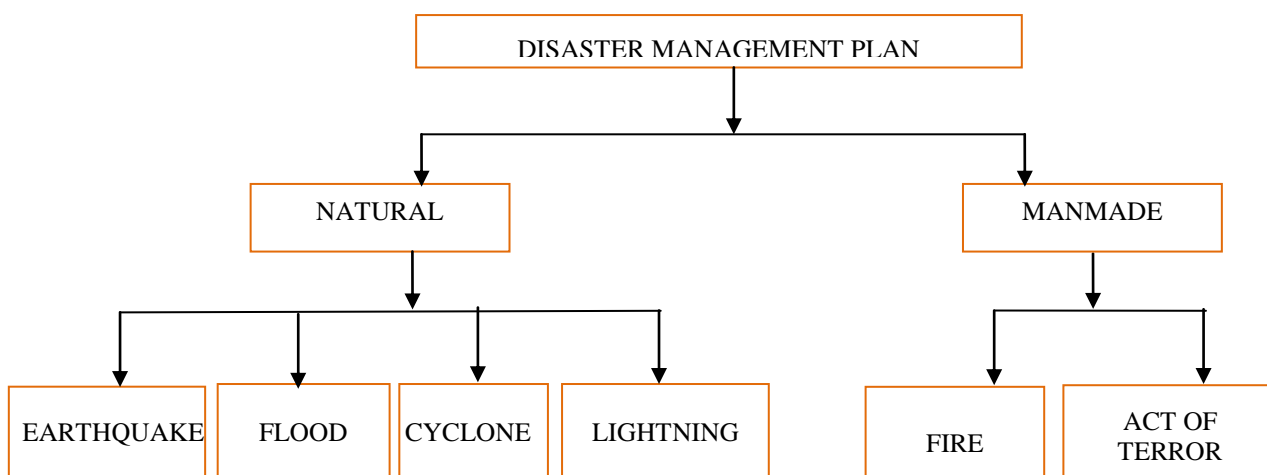 DISASTER MANAGEMENT PLAN
NATURAL
MANMADE
EARTHQUAKE
FLOOD
CYCLONE
LIGHTNING
FIRE
ACT OF
TERROR